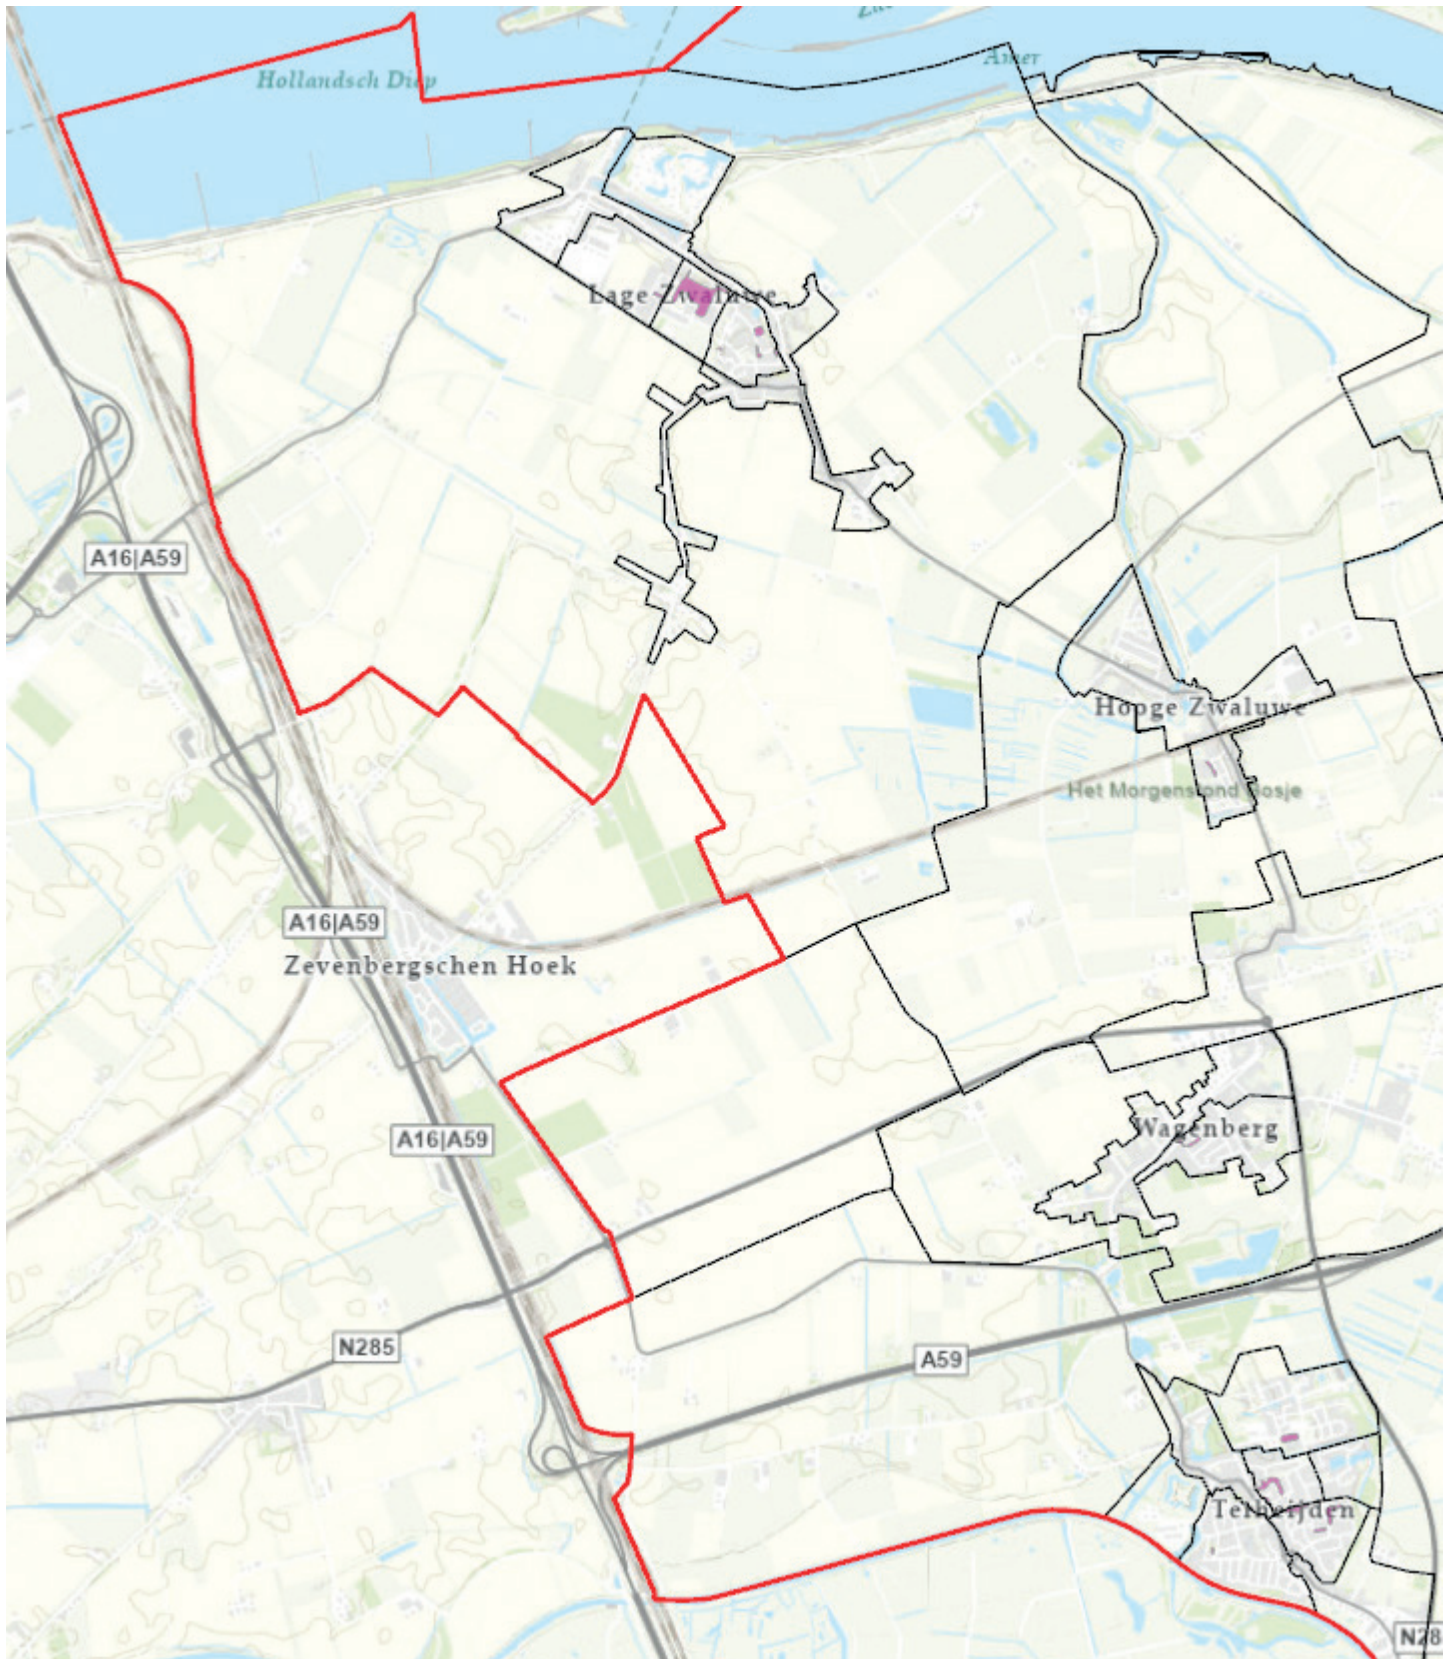 Hollandsch Diep
Amer
Lage Zwaluwe
A16|A59
Hooge Zwaluwe
Het Morgenstond Bosje
A16|A59
Zevenbergschen Hoek
A16|A59
Wagenberg
N285
A59
Terheijden
N28